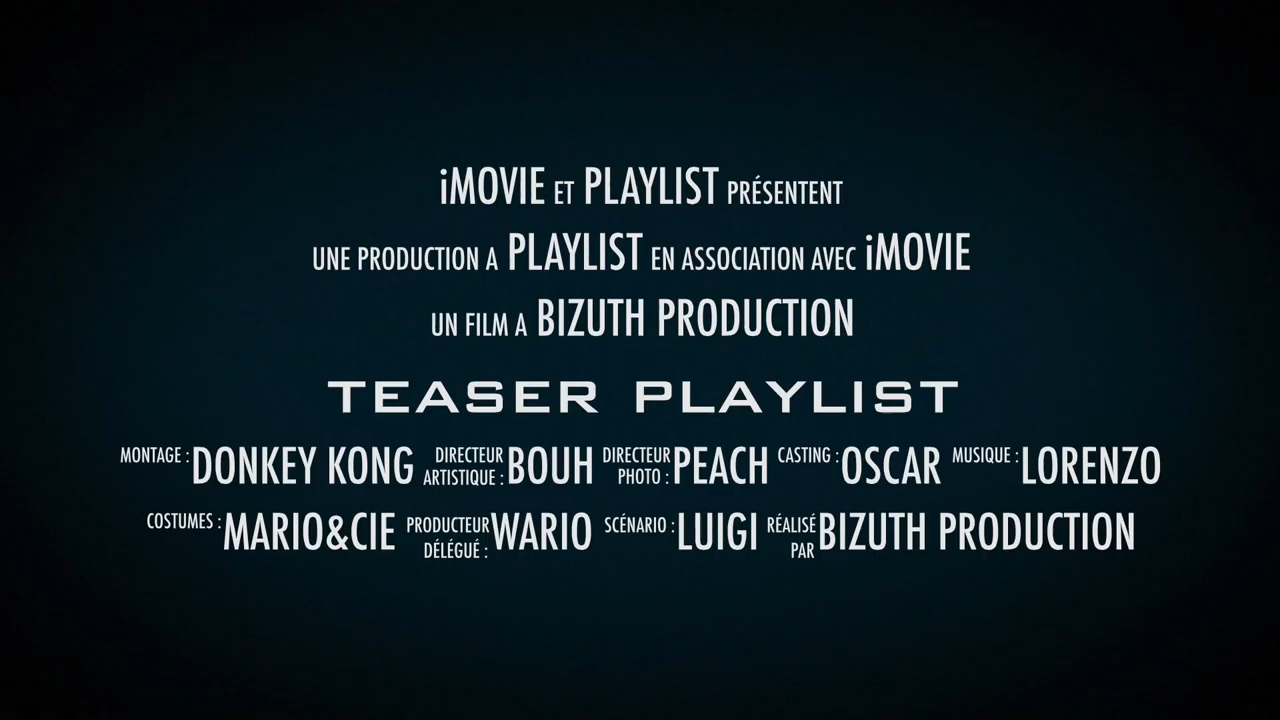 iMOVIE ET PLAYLIST PRÉSENTENT
UNE PRODUCTION A PLAYLIST EN ASSOCIATION AVEC iMOVIE
UN FILM A BIZUTH PRODUCTION
TEASER PLAYLIST
MONTAGE : DONKEY KONG DIRECTEUR ARTISTIQUE : BOUH DIRECTEUR PHOTO : PEACH CASTING : OSCAR MUSIQUE : LORENZO
COSTUMES : MARIO&CIE PRODUCTEUR DÉLÉGUÉ : WARIO SCÉNARIO : LUIGI RÉALISÉ PAR BIZUTH PRODUCTION